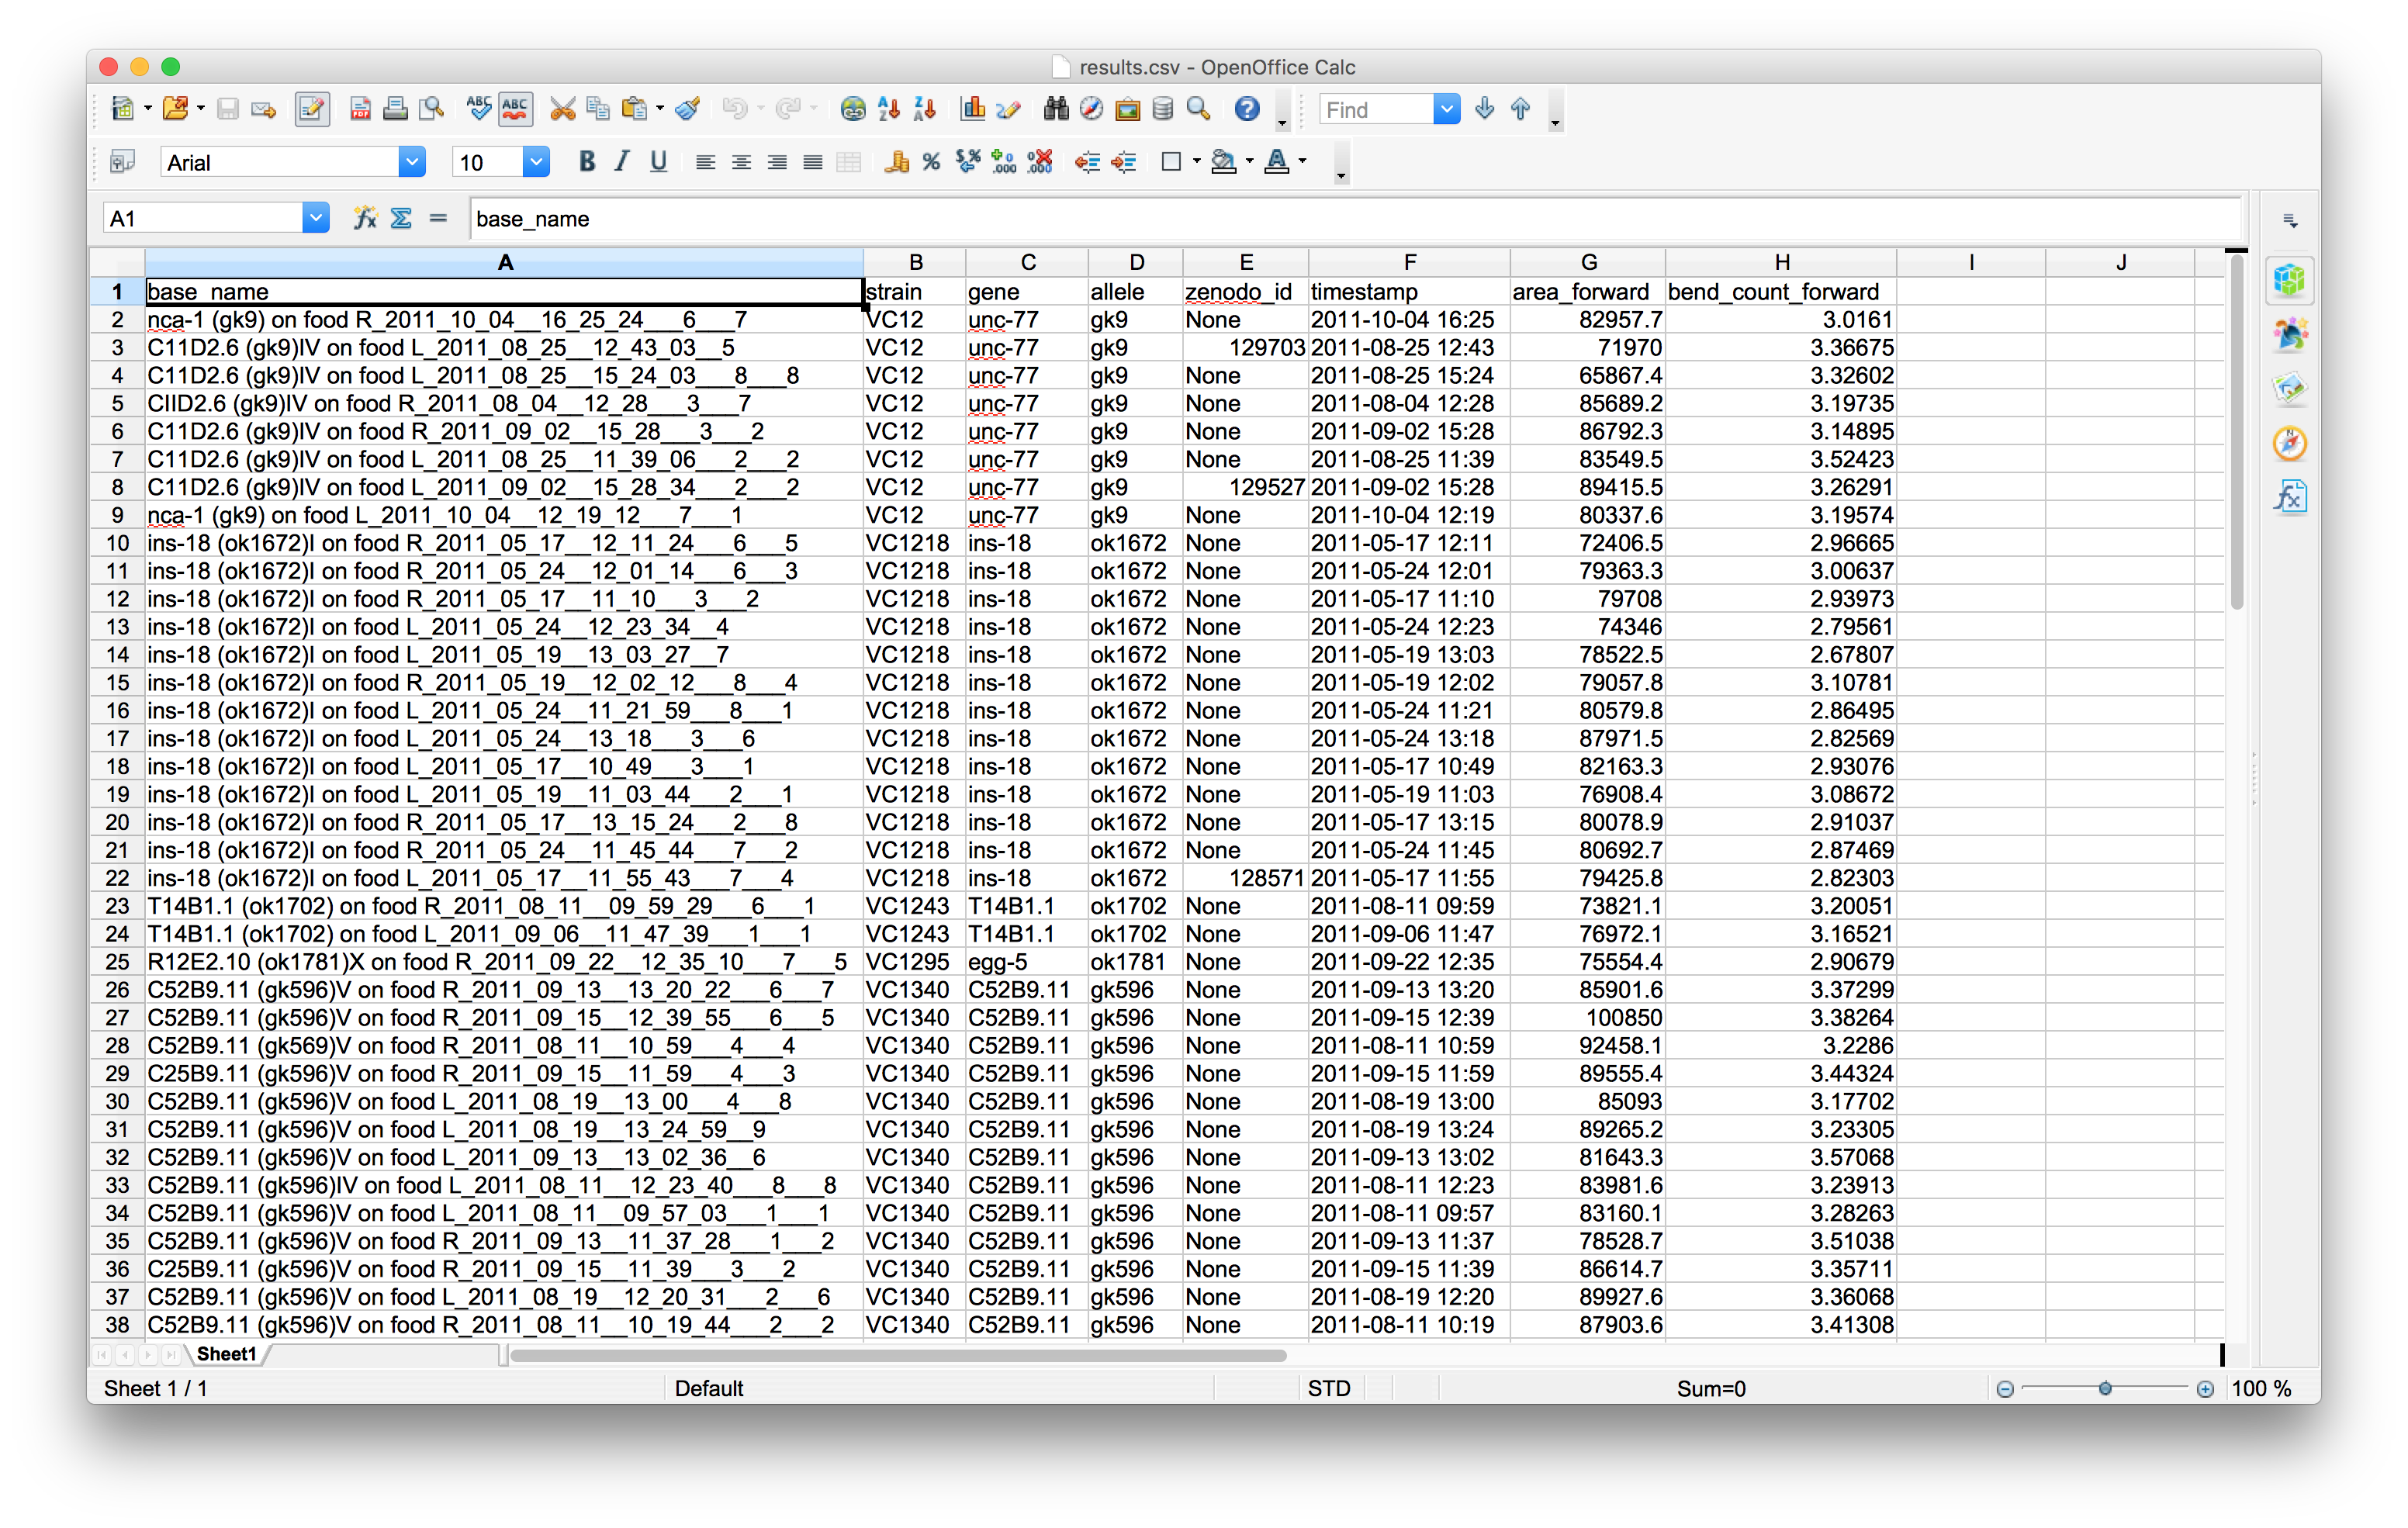 results.csv - OpenOffice Calc
Find
Arial 10
A1 base_name
A B C D E F G H I J
1 base_name strain gene allele zenodo_id timestamp area_forward bend_count_forward
2 nca-1 (gk9) on food R_2011_10_04__16_25_24___6___7 VC12 unc-77 gk9 None 2011-10-04 16:25 82957.7 3.0161
3 C11D2.6 (gk9)IV on food L_2011_08_25__12_43_03__5 VC12 unc-77 gk9 129703 2011-08-25 12:43 71970 3.36675
4 C11D2.6 (gk9)IV on food L_2011_08_25__15_24_03___8___8 VC12 unc-77 gk9 None 2011-08-25 15:24 65867.4 3.32602
5 CIID2.6 (gk9)IV on food R_2011_08_04__12_28___3___7 VC12 unc-77 gk9 None 2011-08-04 12:28 85689.2 3.19735
6 C11D2.6 (gk9)IV on food R_2011_09_02__15_28___3___2 VC12 unc-77 gk9 None 2011-09-02 15:28 86792.3 3.14895
7 C11D2.6 (gk9)IV on food L_2011_08_25__11_39_06___2___2 VC12 unc-77 gk9 None 2011-08-25 11:39 83549.5 3.52423
8 C11D2.6 (gk9)IV on food L_2011_09_02__15_28_34___2___2 VC12 unc-77 gk9 129527 2011-09-02 15:28 89415.5 3.26291
9 nca-1 (gk9) on food L_2011_10_04__12_19_12___7___1 VC12 unc-77 gk9 None 2011-10-04 12:19 80337.6 3.19574
10 ins-18 (ok1672)I on food R_2011_05_17__12_11_24___6___5 VC1218 ins-18 ok1672 None 2011-05-17 12:11 72406.5 2.96665
11 ins-18 (ok1672)I on food R_2011_05_24__12_01_14___6___3 VC1218 ins-18 ok1672 None 2011-05-24 12:01 79363.3 3.00637
12 ins-18 (ok1672)I on food R_2011_05_17__11_10___3___2 VC1218 ins-18 ok1672 None 2011-05-17 11:10 79708 2.93973
13 ins-18 (ok1672)I on food L_2011_05_24__12_23_34__4 VC1218 ins-18 ok1672 None 2011-05-24 12:23 74346 2.79561
14 ins-18 (ok1672)I on food L_2011_05_19__13_03_27__7 VC1218 ins-18 ok1672 None 2011-05-19 13:03 78522.5 2.67807
15 ins-18 (ok1672)I on food R_2011_05_19__12_02_12___8___4 VC1218 ins-18 ok1672 None 2011-05-19 12:02 79057.8 3.10781
16 ins-18 (ok1672)I on food L_2011_05_24__11_21_59___8___1 VC1218 ins-18 ok1672 None 2011-05-24 11:21 80579.8 2.86495
17 ins-18 (ok1672)I on food L_2011_05_24__13_18___3___6 VC1218 ins-18 ok1672 None 2011-05-24 13:18 87971.5 2.82569
18 ins-18 (ok1672)I on food L_2011_05_17__10_49___3___1 VC1218 ins-18 ok1672 None 2011-05-17 10:49 82163.3 2.93076
19 ins-18 (ok1672)I on food L_2011_05_19__11_03_44___2___1 VC1218 ins-18 ok1672 None 2011-05-19 11:03 76908.4 3.08672
20 ins-18 (ok1672)I on food R_2011_05_17__13_15_24___2___8 VC1218 ins-18 ok1672 None 2011-05-17 13:15 80078.9 2.91037
21 ins-18 (ok1672)I on food R_2011_05_24__11_45_44___7___2 VC1218 ins-18 ok1672 None 2011-05-24 11:45 80692.7 2.87469
22 ins-18 (ok1672)I on food L_2011_05_17__11_55_43___7___4 VC1218 ins-18 ok1672 128571 2011-05-17 11:55 79425.8 2.82303
23 T14B1.1 (ok1702) on food R_2011_08_11__09_59_29___6___1 VC1243 T14B1.1 ok1702 None 2011-08-11 09:59 73821.1 3.20051
24 T14B1.1 (ok1702) on food L_2011_09_06__11_47_39___1___1 VC1243 T14B1.1 ok1702 None 2011-09-06 11:47 76972.1 3.16521
25 R12E2.10 (ok1781)X on food R_2011_09_22__12_35_10___7___5 VC1295 egg-5 ok1781 None 2011-09-22 12:35 75554.4 2.90679
26 C52B9.11 (gk596)V on food R_2011_09_13__13_20_22___6___7 VC1340 C52B9.11 gk596 None 2011-09-13 13:20 85901.6 3.37299
27 C52B9.11 (gk596)V on food R_2011_09_15__12_39_55___6___5 VC1340 C52B9.11 gk596 None 2011-09-15 12:39 100850 3.38264
28 C52B9.11 (gk569)V on food R_2011_08_11__10_59___4___4 VC1340 C52B9.11 gk596 None 2011-08-11 10:59 92458.1 3.2286
29 C25B9.11 (gk596)V on food R_2011_09_15__11_59___4___3 VC1340 C52B9.11 gk596 None 2011-09-15 11:59 89555.4 3.44324
30 C52B9.11 (gk596)V on food L_2011_08_19__13_00___4___8 VC1340 C52B9.11 gk596 None 2011-08-19 13:00 85093 3.17702
31 C52B9.11 (gk596)V on food L_2011_08_19__13_24_59__9 VC1340 C52B9.11 gk596 None 2011-08-19 13:24 89265.2 3.23305
32 C52B9.11 (gk596)V on food L_2011_09_13__13_02_36__6 VC1340 C52B9.11 gk596 None 2011-09-13 13:02 81643.3 3.57068
33 C52B9.11 (gk596)IV on food L_2011_08_11__12_23_40___8___8 VC1340 C52B9.11 gk596 None 2011-08-11 12:23 83981.6 3.23913
34 C52B9.11 (gk596)V on food L_2011_08_11__09_57_03___1___1 VC1340 C52B9.11 gk596 None 2011-08-11 09:57 83160.1 3.28263
35 C52B9.11 (gk596)V on food R_2011_09_13__11_37_28___1___2 VC1340 C52B9.11 gk596 None 2011-09-13 11:37 78528.7 3.51038
36 C25B9.11 (gk596)V on food R_2011_09_15__11_39___3___2 VC1340 C52B9.11 gk596 None 2011-09-15 11:39 86614.7 3.35711
37 C52B9.11 (gk596)V on food L_2011_08_19__12_20_31___2___6 VC1340 C52B9.11 gk596 None 2011-08-19 12:20 89927.6 3.36068
38 C52B9.11 (gk596)V on food R_2011_08_11__10_19_44___2___2 VC1340 C52B9.11 gk596 None 2011-08-11 10:19 87903.6 3.41308
Sheet1
Sheet 1 / 1 Default STD Sum=0 100 %